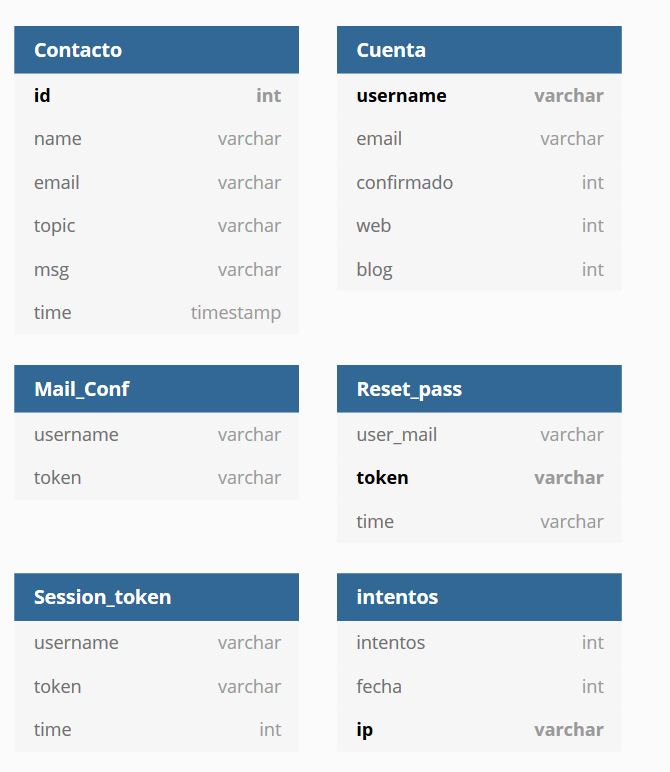 Contacto
id int
name varchar
email varchar
topic varchar
msg varchar
time timestamp
Cuenta
username varchar
email varchar
confirmado int
web int
blog int
Mail_Conf
username varchar
token varchar
Reset_pass
user_mail varchar
token varchar
time varchar
Session_token
username varchar
token varchar
time int
intentos
intentos int
fecha int
ip varchar